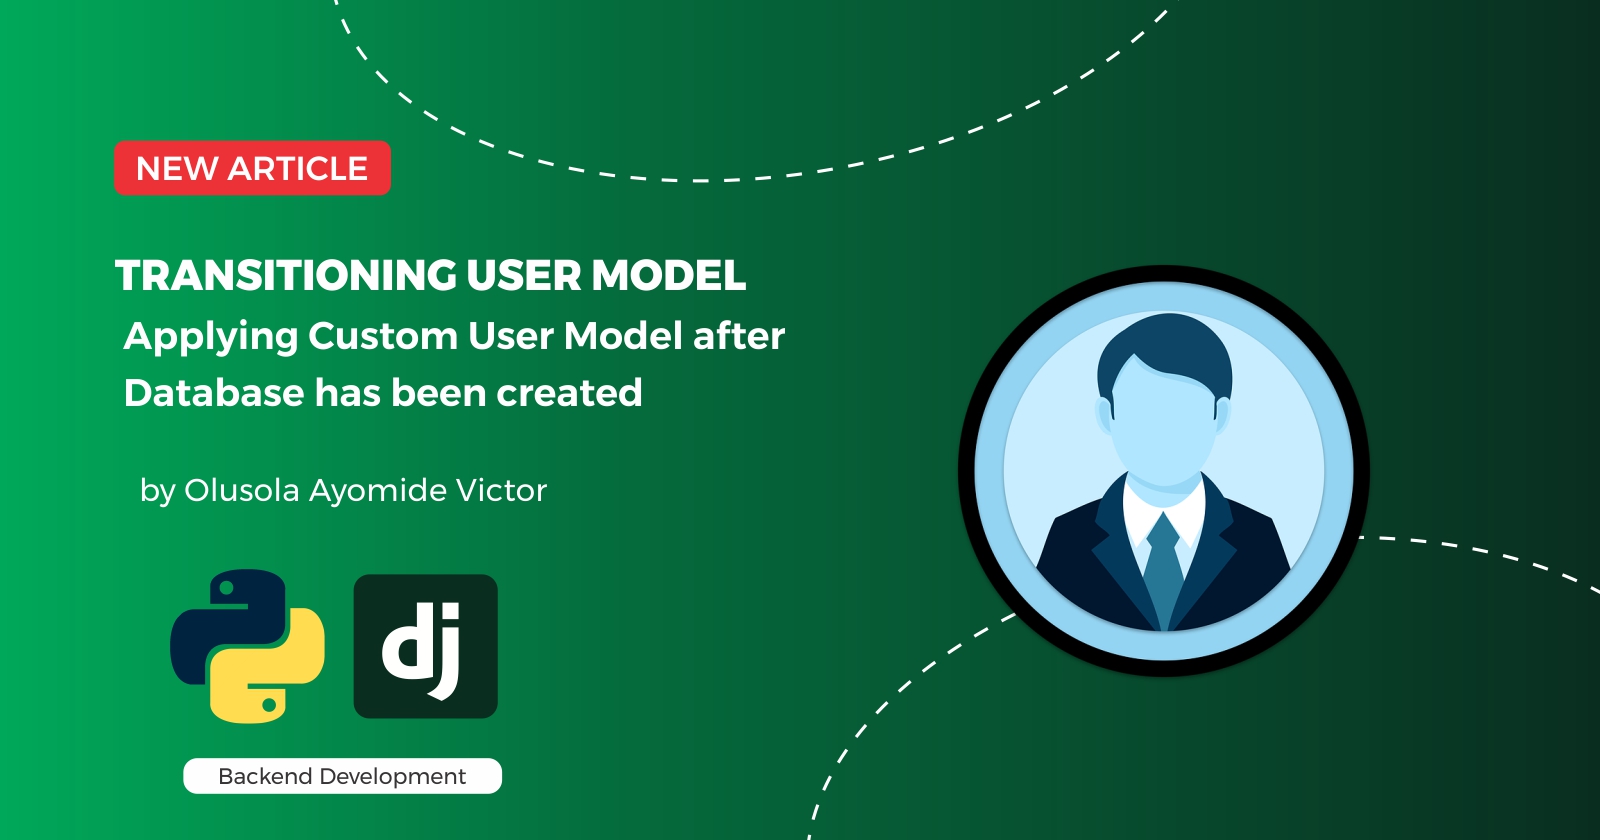 NEW ARTICLE
TRANSITIONING USER MODEL
Applying Custom User Model after
Database has been created
by Olusola Ayomide Victor
dj
Backend Development